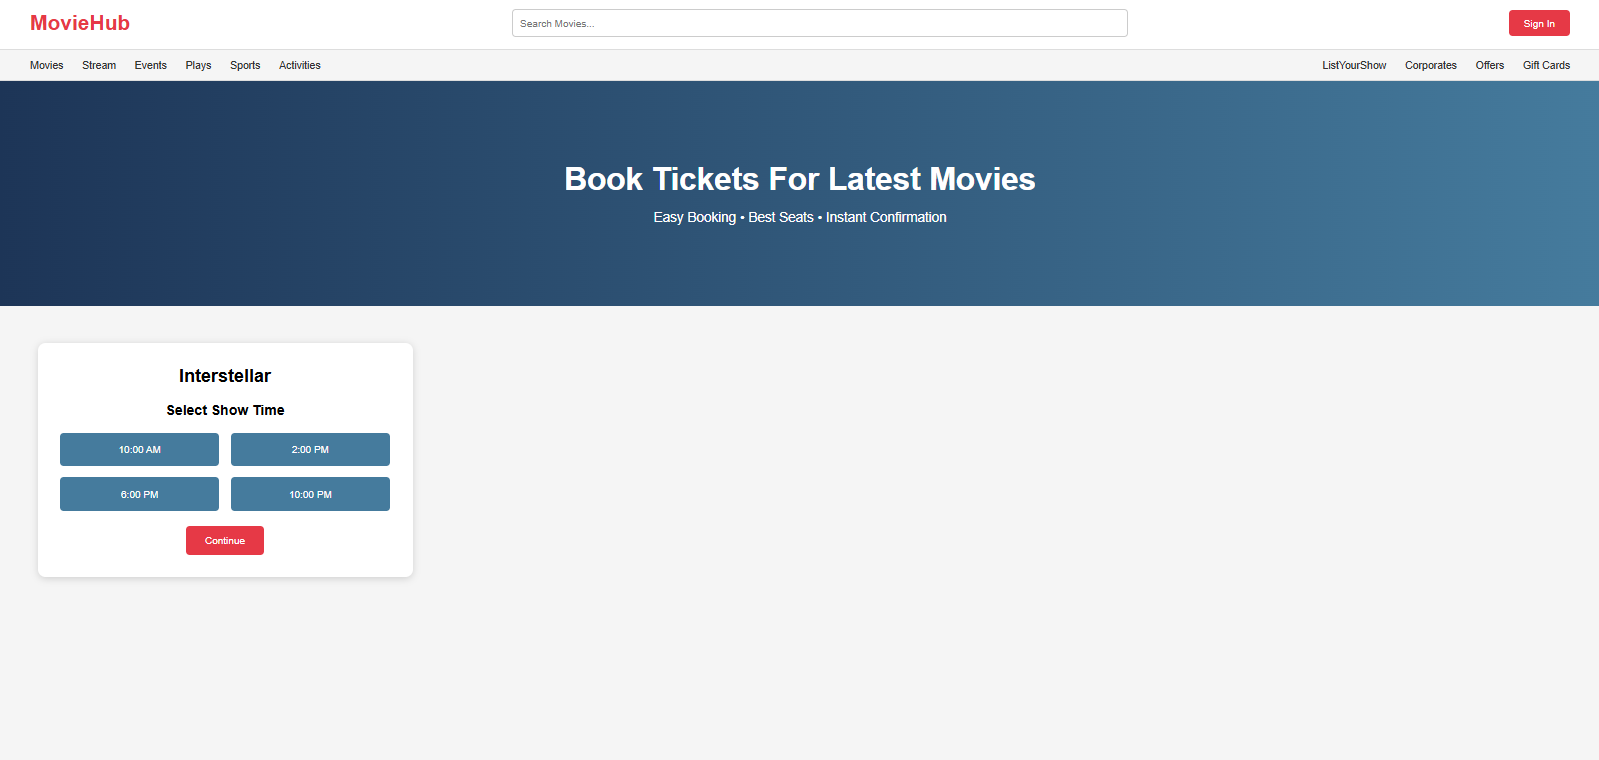 MovieHub
Search Movies...
Sign In
Movies Stream Events Plays Sports Activities
ListYourShow Corporates Offers Gift Cards
Book Tickets For Latest Movies
Easy Booking • Best Seats • Instant Confirmation
Interstellar
Select Show Time
10:00 AM 2:00 PM
6:00 PM 10:00 PM
Continue